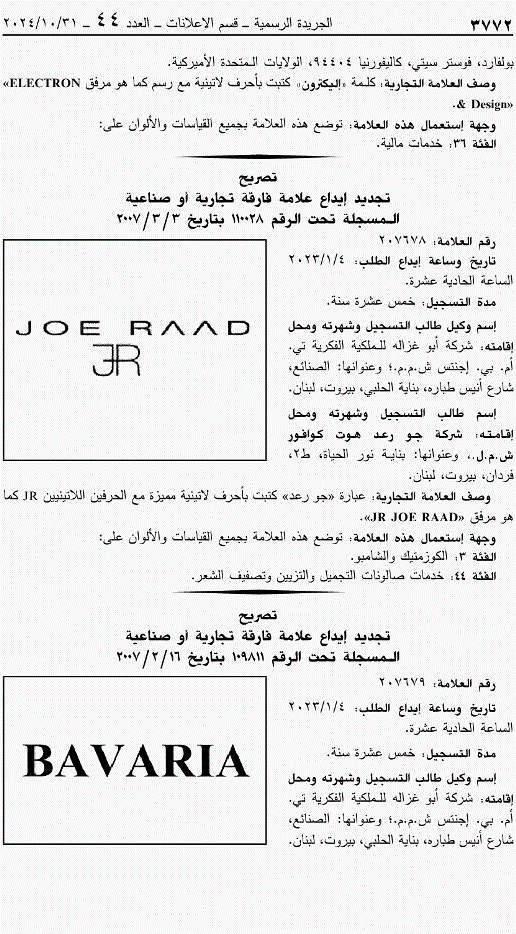 ٣٧٧٢
الجريدة الرسمية ــ قسم الاعلانات ــ العدد ٤٤ ــ ٢٠٢٤/١٠/٣١
بولفارد، فوستر سيتي، كاليفورنيا ٩٤٤٠٤، الولايات المتحدة الأميركية.
وصف العلامة التجارية: كلمة «إليكترون» كتبت بأحرف لاتينية مع رسم كما هو مرفق «ELECTRON
& Design».
وجهة إستعمال هذه العلامة: توضع هذه العلامة بجميع القياسات والألوان على:
الفئة ٣٦: خدمات مالية.
تصريح
تجديد إيداع علامة فارقة تجارية أو صناعية
المسجلة تحت الرقم ١١٠٠٢٨ بتاريخ ٢٠٠٧/٣/٣
رقم العلامة: ٢٠٧٦٧٨
تاريخ وساعة إيداع الطلب: ٢٠٢٣/١/٤
الساعة الحادية عشرة.
مدة التسجيل: خمس عشرة سنة.
إسم وكيل طالب التسجيل وشهرته ومحل
إقامته: شركة أبو غزاله للملكية الفكرية تي.
أم. بي. إجنتس ش.م.م.؛ وعنوانها: الصنائع،
شارع أنيس طباره، بناية الحلبي، بيروت، لبنان.
إسم طالب التسجيل وشهرته ومحل
إقامته: شركة جو رعد هوت كوافور
ش.م.ل.، وعنوانها: بناية نور الحياة، ط٢،
فردان، بيروت، لبنان.
JOE RAAD
JR
وصف العلامة التجارية: عبارة «جو رعد» كتبت بأحرف لاتينية مميزة مع الحرفين اللاتينيين JR كما
هو مرفق «JR JOE RAAD».
وجهة إستعمال هذه العلامة: توضع هذه العلامة بجميع القياسات والألوان على:
الفئة ٣: الكوزمتيك والشامبو.
الفئة ٤٤: خدمات صالونات التجميل والتزيين وتصفيف الشعر.
تصريح
تجديد إيداع علامة فارقة تجارية أو صناعية
المسجلة تحت الرقم ١٠٩٨١١ بتاريخ ٢٠٠٧/٢/١٦
رقم العلامة: ٢٠٧٦٧٩
تاريخ وساعة إيداع الطلب: ٢٠٢٣/١/٤
الساعة الحادية عشرة.
مدة التسجيل: خمس عشرة سنة.
إسم وكيل طالب التسجيل وشهرته ومحل
إقامته: شركة أبو غزاله للملكية الفكرية تي.
أم. بي. إجنتس ش.م.م.؛ وعنوانها: الصنائع،
شارع أنيس طباره، بناية الحلبي، بيروت، لبنان.
BAVARIA